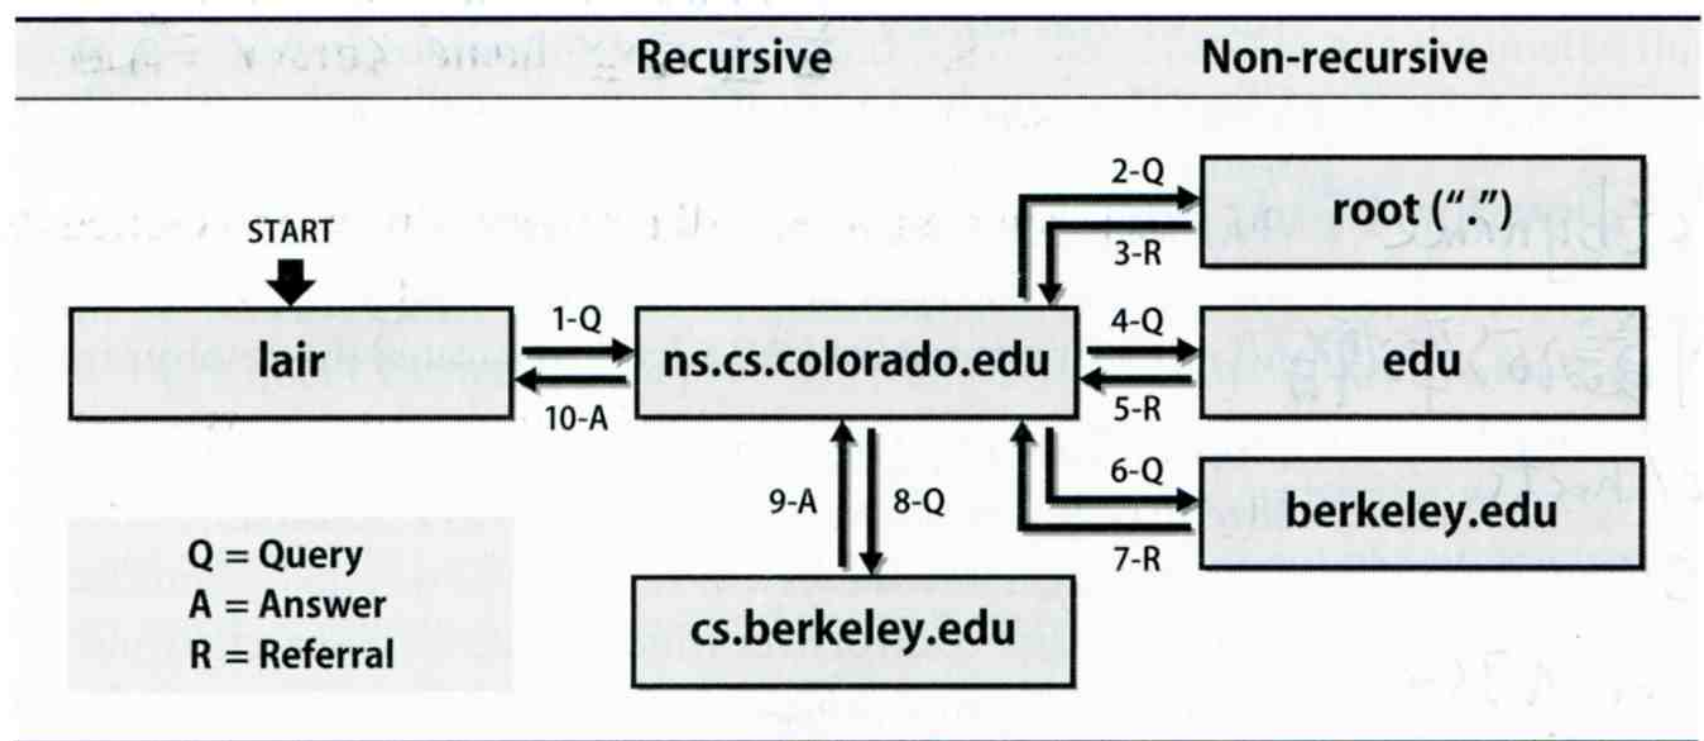 Recursive
Non-recursive
START
lair
1-Q
10-A
ns.cs.colorado.edu
2-Q
3-R
root (“.”)
4-Q
5-R
edu
6-Q
7-R
berkeley.edu
9-A
8-Q
cs.berkeley.edu
Q = Query
A = Answer
R = Referral